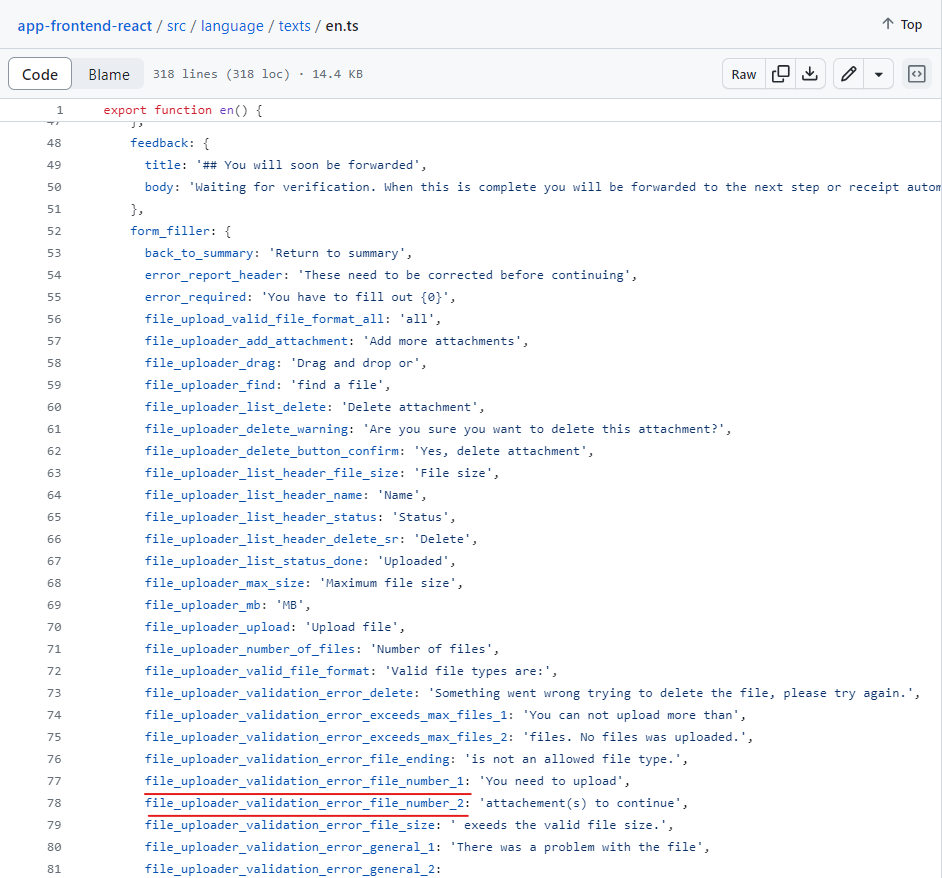 app-frontend-react / src / language / texts / en.ts
Top
Code Blame 318 lines (318 loc) · 14.4 KB Raw
1 export function en() {
47 },
48 feedback: {
49 title: '## You will soon be forwarded',
50 body: 'Waiting for verification. When this is complete you will be forwarded to the next step or receipt autom
51 },
52 form_filler: {
53 back_to_summary: 'Return to summary',
54 error_report_header: 'These need to be corrected before continuing',
55 error_required: 'You have to fill out {0}',
56 file_upload_valid_file_format_all: 'all',
57 file_uploader_add_attachment: 'Add more attachments',
58 file_uploader_drag: 'Drag and drop or',
59 file_uploader_find: 'find a file',
60 file_uploader_list_delete: 'Delete attachment',
61 file_uploader_delete_warning: 'Are you sure you want to delete this attachment?',
62 file_uploader_delete_button_confirm: 'Yes, delete attachment',
63 file_uploader_list_header_file_size: 'File size',
64 file_uploader_list_header_name: 'Name',
65 file_uploader_list_header_status: 'Status',
66 file_uploader_list_header_delete_sr: 'Delete',
67 file_uploader_list_status_done: 'Uploaded',
68 file_uploader_max_size: 'Maximum file size',
69 file_uploader_mb: 'MB',
70 file_uploader_upload: 'Upload file',
71 file_uploader_number_of_files: 'Number of files',
72 file_uploader_valid_file_format: 'Valid file types are:',
73 file_uploader_validation_error_delete: 'Something went wrong trying to delete the file, please try again.',
74 file_uploader_validation_error_exceeds_max_files_1: 'You can not upload more than',
75 file_uploader_validation_error_exceeds_max_files_2: 'files. No files was uploaded.',
76 file_uploader_validation_error_file_ending: 'is not an allowed file type.',
77 file_uploader_validation_error_file_number_1: 'You need to upload',
78 file_uploader_validation_error_file_number_2: 'attachement(s) to continue',
79 file_uploader_validation_error_file_size: ' exeeds the valid file size.',
80 file_uploader_validation_error_general_1: 'There was a problem with the file',
81 file_uploader_validation_error_general_2: